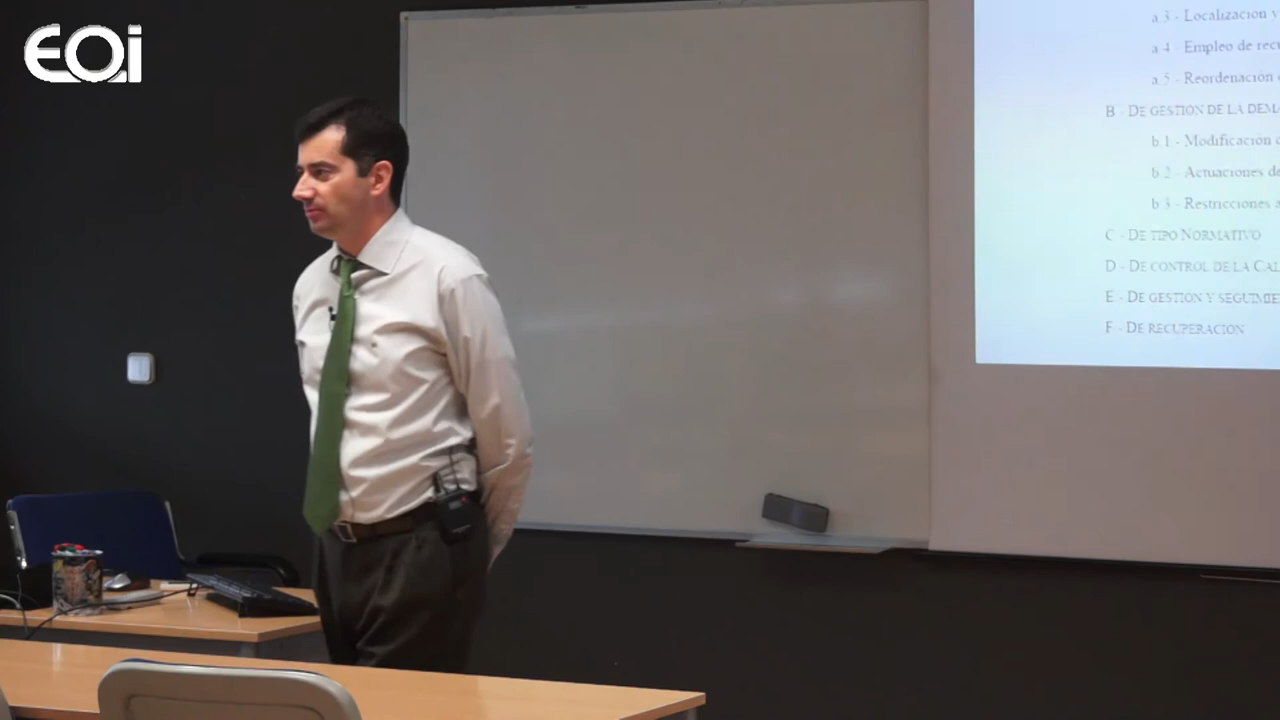 EOi
a.3 - Localización y
a.4 - Empleo de recu
a.5 - Reordenación
B - DE GESTIÓN DE LA DEMA
b.1 - Modificación
b.2 - Actuaciones de
b.3 - Restricciones a
C - DE TIPO NORMATIVO
D - DE CONTROL DE LA CAL
E - DE GESTIÓN Y SEGUIMIE
F - DE RECUPERACIÓN